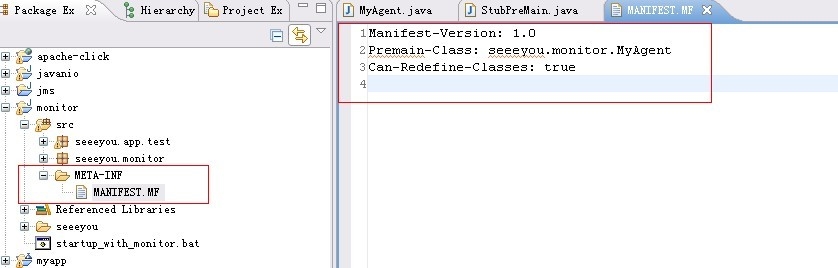 Package Ex
Hierarchy
Project Ex
apache-click
javanio
jms
monitor
src
seeeyou.app.test
seeeyou.monitor
META-INF
MANIFEST.MF
Referenced Libraries
seeeyou
startup_with_monitor.bat
myapp
MyAgent.java
StubPreMain.java
MANIFEST.MF
1 Manifest-Version: 1.0
2 Premain-Class: seeeyou.monitor.MyAgent
3 Can-Redefine-Classes: true
4